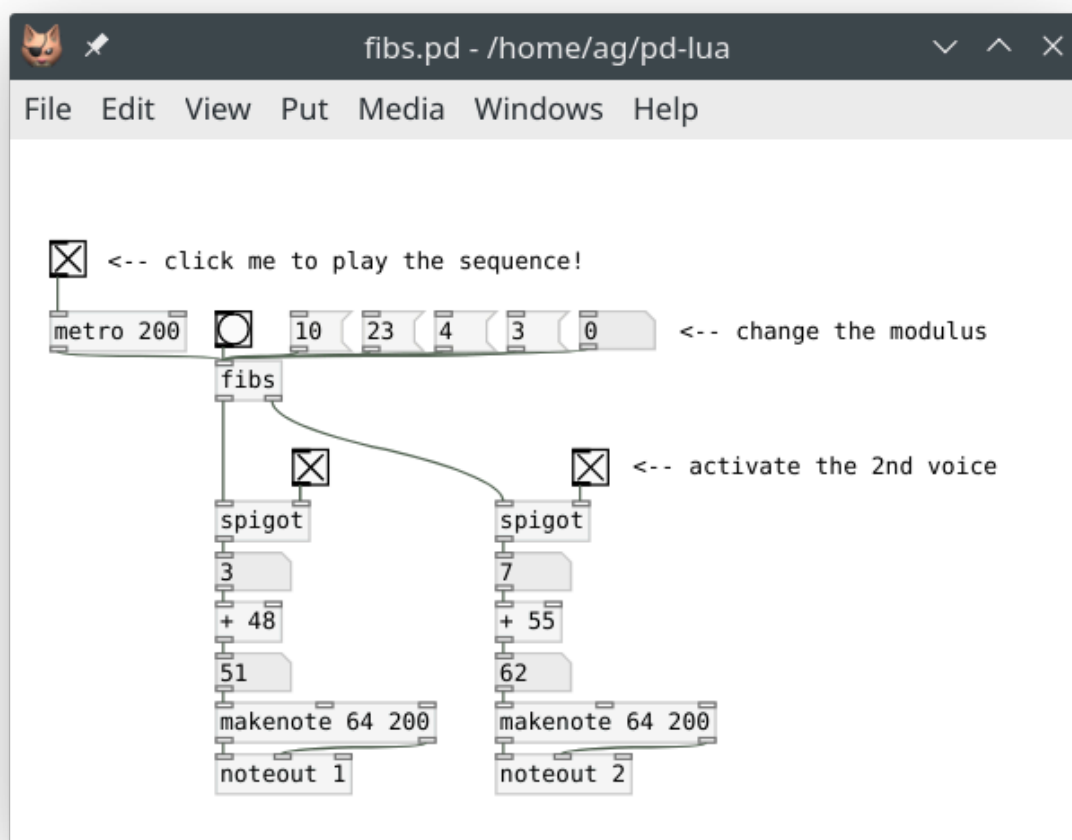 fibs.pd - /home/ag/pd-lua
File Edit View Put Media Windows Help
<-- click me to play the sequence!
metro 200 10 23 4 3 0 <-- change the modulus
fibs
<-- activate the 2nd voice
spigot spigot
3 7
+ 48 + 55
51 62
makenote 64 200 makenote 64 200
noteout 1 noteout 2